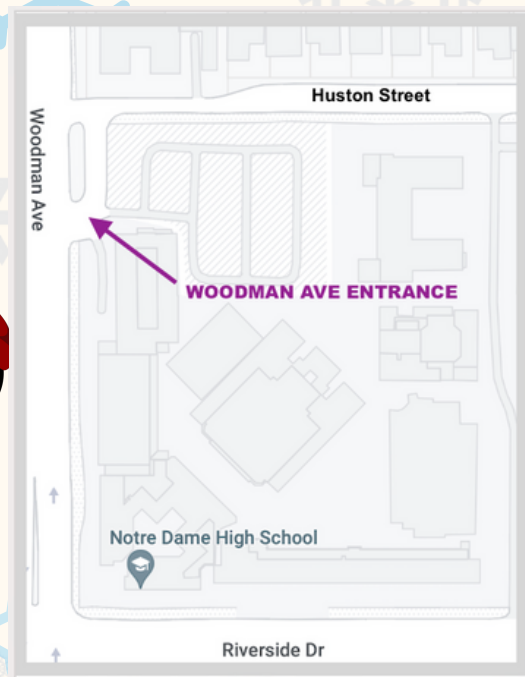 Huston Street
Woodman Ave
WOODMAN AVE ENTRANCE
Notre Dame High School
Riverside Dr